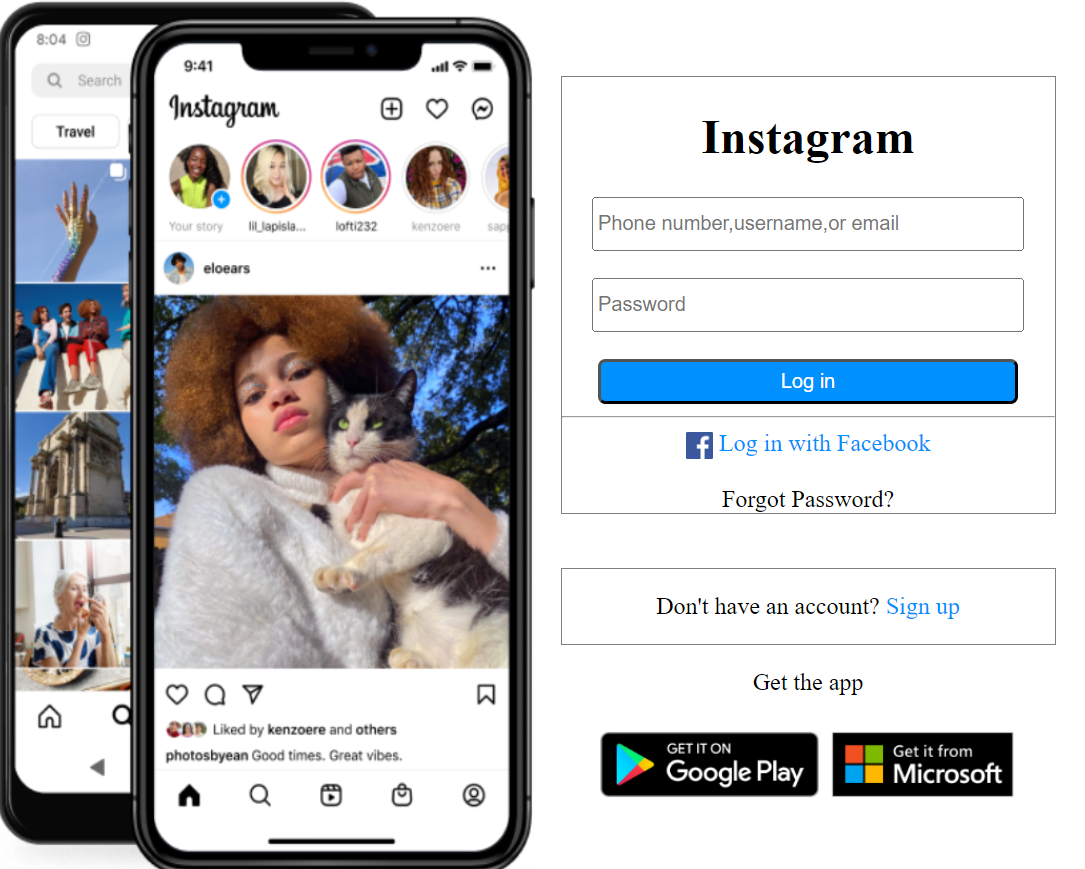 8:04
Search
Travel
9:41
Instagram
Your story
lil_lapisla...
lofti232
kenzoere
eloears
Liked by kenzoere and others
photosbyean Good times. Great vibes.
Instagram
Phone number,username,or email
Password
Log in
Log in with Facebook
Forgot Password?
Don't have an account? Sign up
Get the app
GET IT ON
Google Play
Get it from
Microsoft